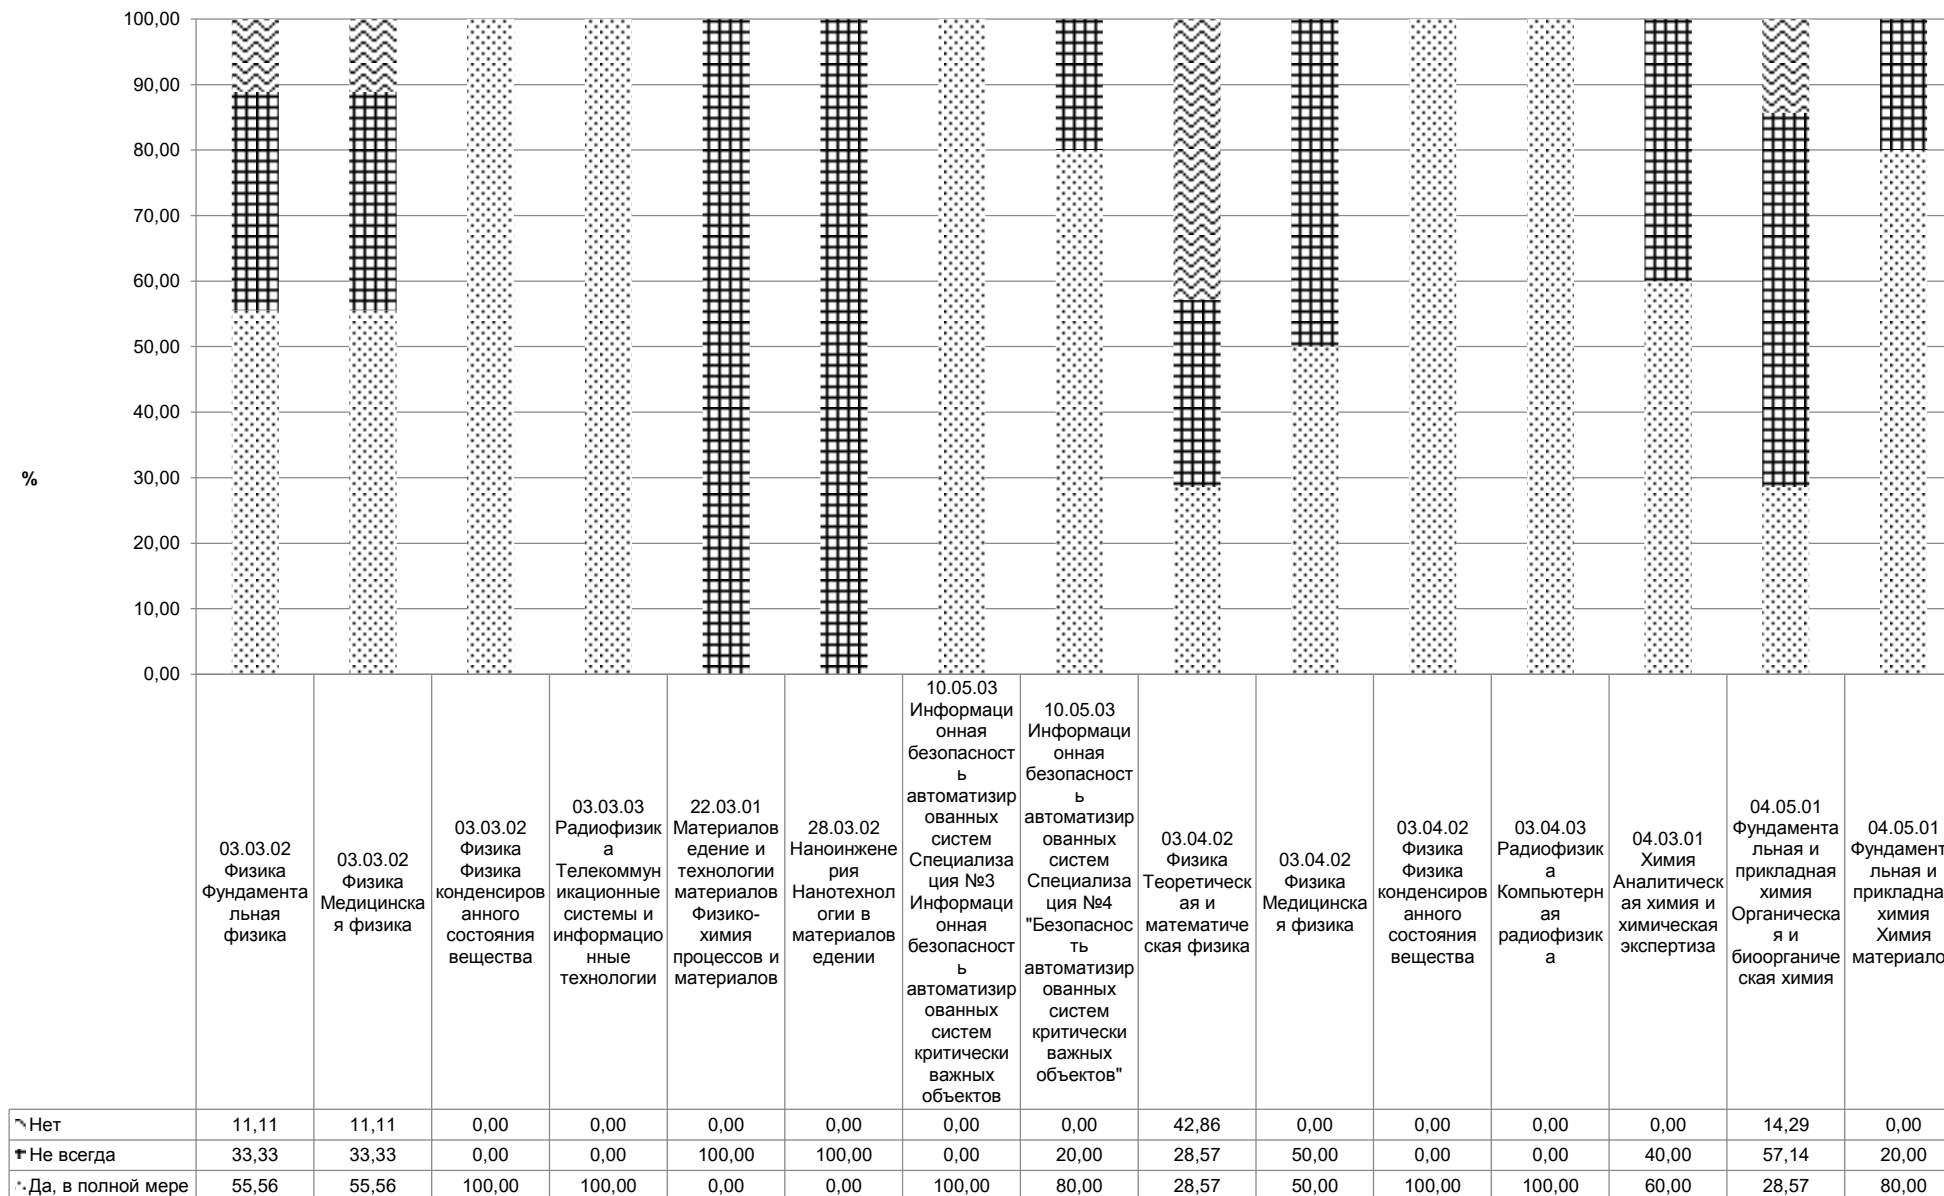 100,00
90,00
80,00
70,00
60,00
50,00
40,00
30,00
20,00
10,00
0,00
%
03.03.02
Физика
Фундамента
льная
физика
03.03.02
Физика
Медицинска
я физика
03.03.02
Физика
Физика
конденсиров
анного
состояния
вещества
03.03.03
Радиофизик
а
Телекоммун
икационные
системы и
информацио
нные
технологии
22.03.01
Материалов
едение и
технологии
материалов
Физико-
химия
процессов и
материалов
28.03.02
Наноинжене
рия
Нанотехнол
огии в
материалов
едении
10.05.03
Информаци
онная
безопасност
ь
автоматизир
ованных
систем
Специализа
ция №3
Информаци
онная
безопасност
ь
автоматизир
ованных
систем
критически
важных
объектов
10.05.03
Информаци
онная
безопасност
ь
автоматизир
ованных
систем
Специализа
ция №4
"Безопаснос
ть
автоматизир
ованных
систем
критически
важных
объектов"
03.04.02
Физика
Теоретическ
ая и
математиче
ская физика
03.04.02
Физика
Медицинска
я физика
03.04.02
Физика
Физика
конденсиров
анного
состояния
вещества
03.04.03
Радиофизик
а
Компьютерн
ая
радиофизик
а
04.03.01
Химия
Аналитическ
ая химия и
химическая
экспертиза
04.05.01
Фундамента
льная и
прикладная
химия
Органическа
я и
биоорганиче
ская химия
04.05.01
Фундамент
льная и
прикладна
химия
Химия
материало
Нет 11,11 11,11 0,00 0,00 0,00 0,00 0,00 0,00 42,86 0,00 0,00 0,00 0,00 14,29 0,00
Не всегда 33,33 33,33 0,00 0,00 100,00 100,00 0,00 20,00 28,57 50,00 0,00 0,00 40,00 57,14 20,00
Да, в полной мере 55,56 55,56 100,00 100,00 0,00 0,00 100,00 80,00 28,57 50,00 100,00 100,00 60,00 28,57 80,00